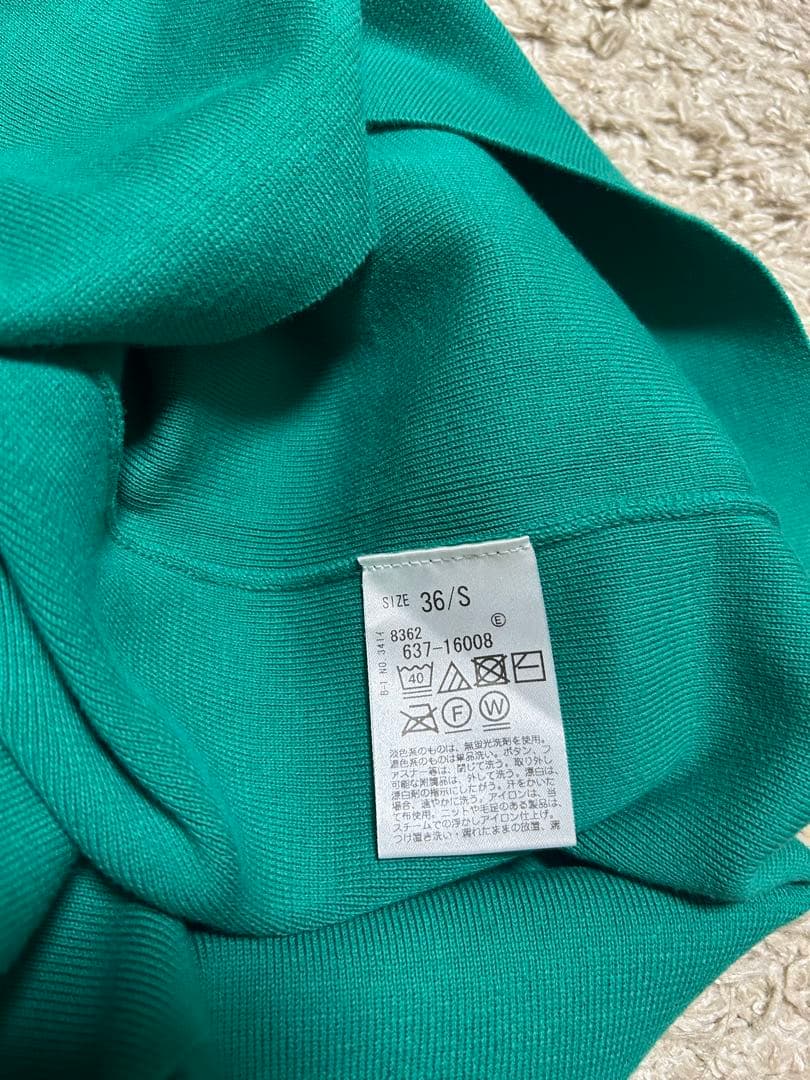 SIZE 36/S
Ⓔ
8362
637-16008
B-1 NO.3414
40
F W
淡色系のものは、無蛍光洗剤を使用。
濃色系のものは単品洗い。ボタン、フ
ァスナー等は、閉じて洗う。取り外し
可能な附属品は、外して洗う。漂白は、
漂白剤の指示にしたがう。汗をかいた
場合、速やかに洗う。アイロンは、当
て布使用。ニットや毛足のある製品は、
スチームでの浮かしアイロン仕上げ。
つけ置き洗い・濡れたままの放置、濡